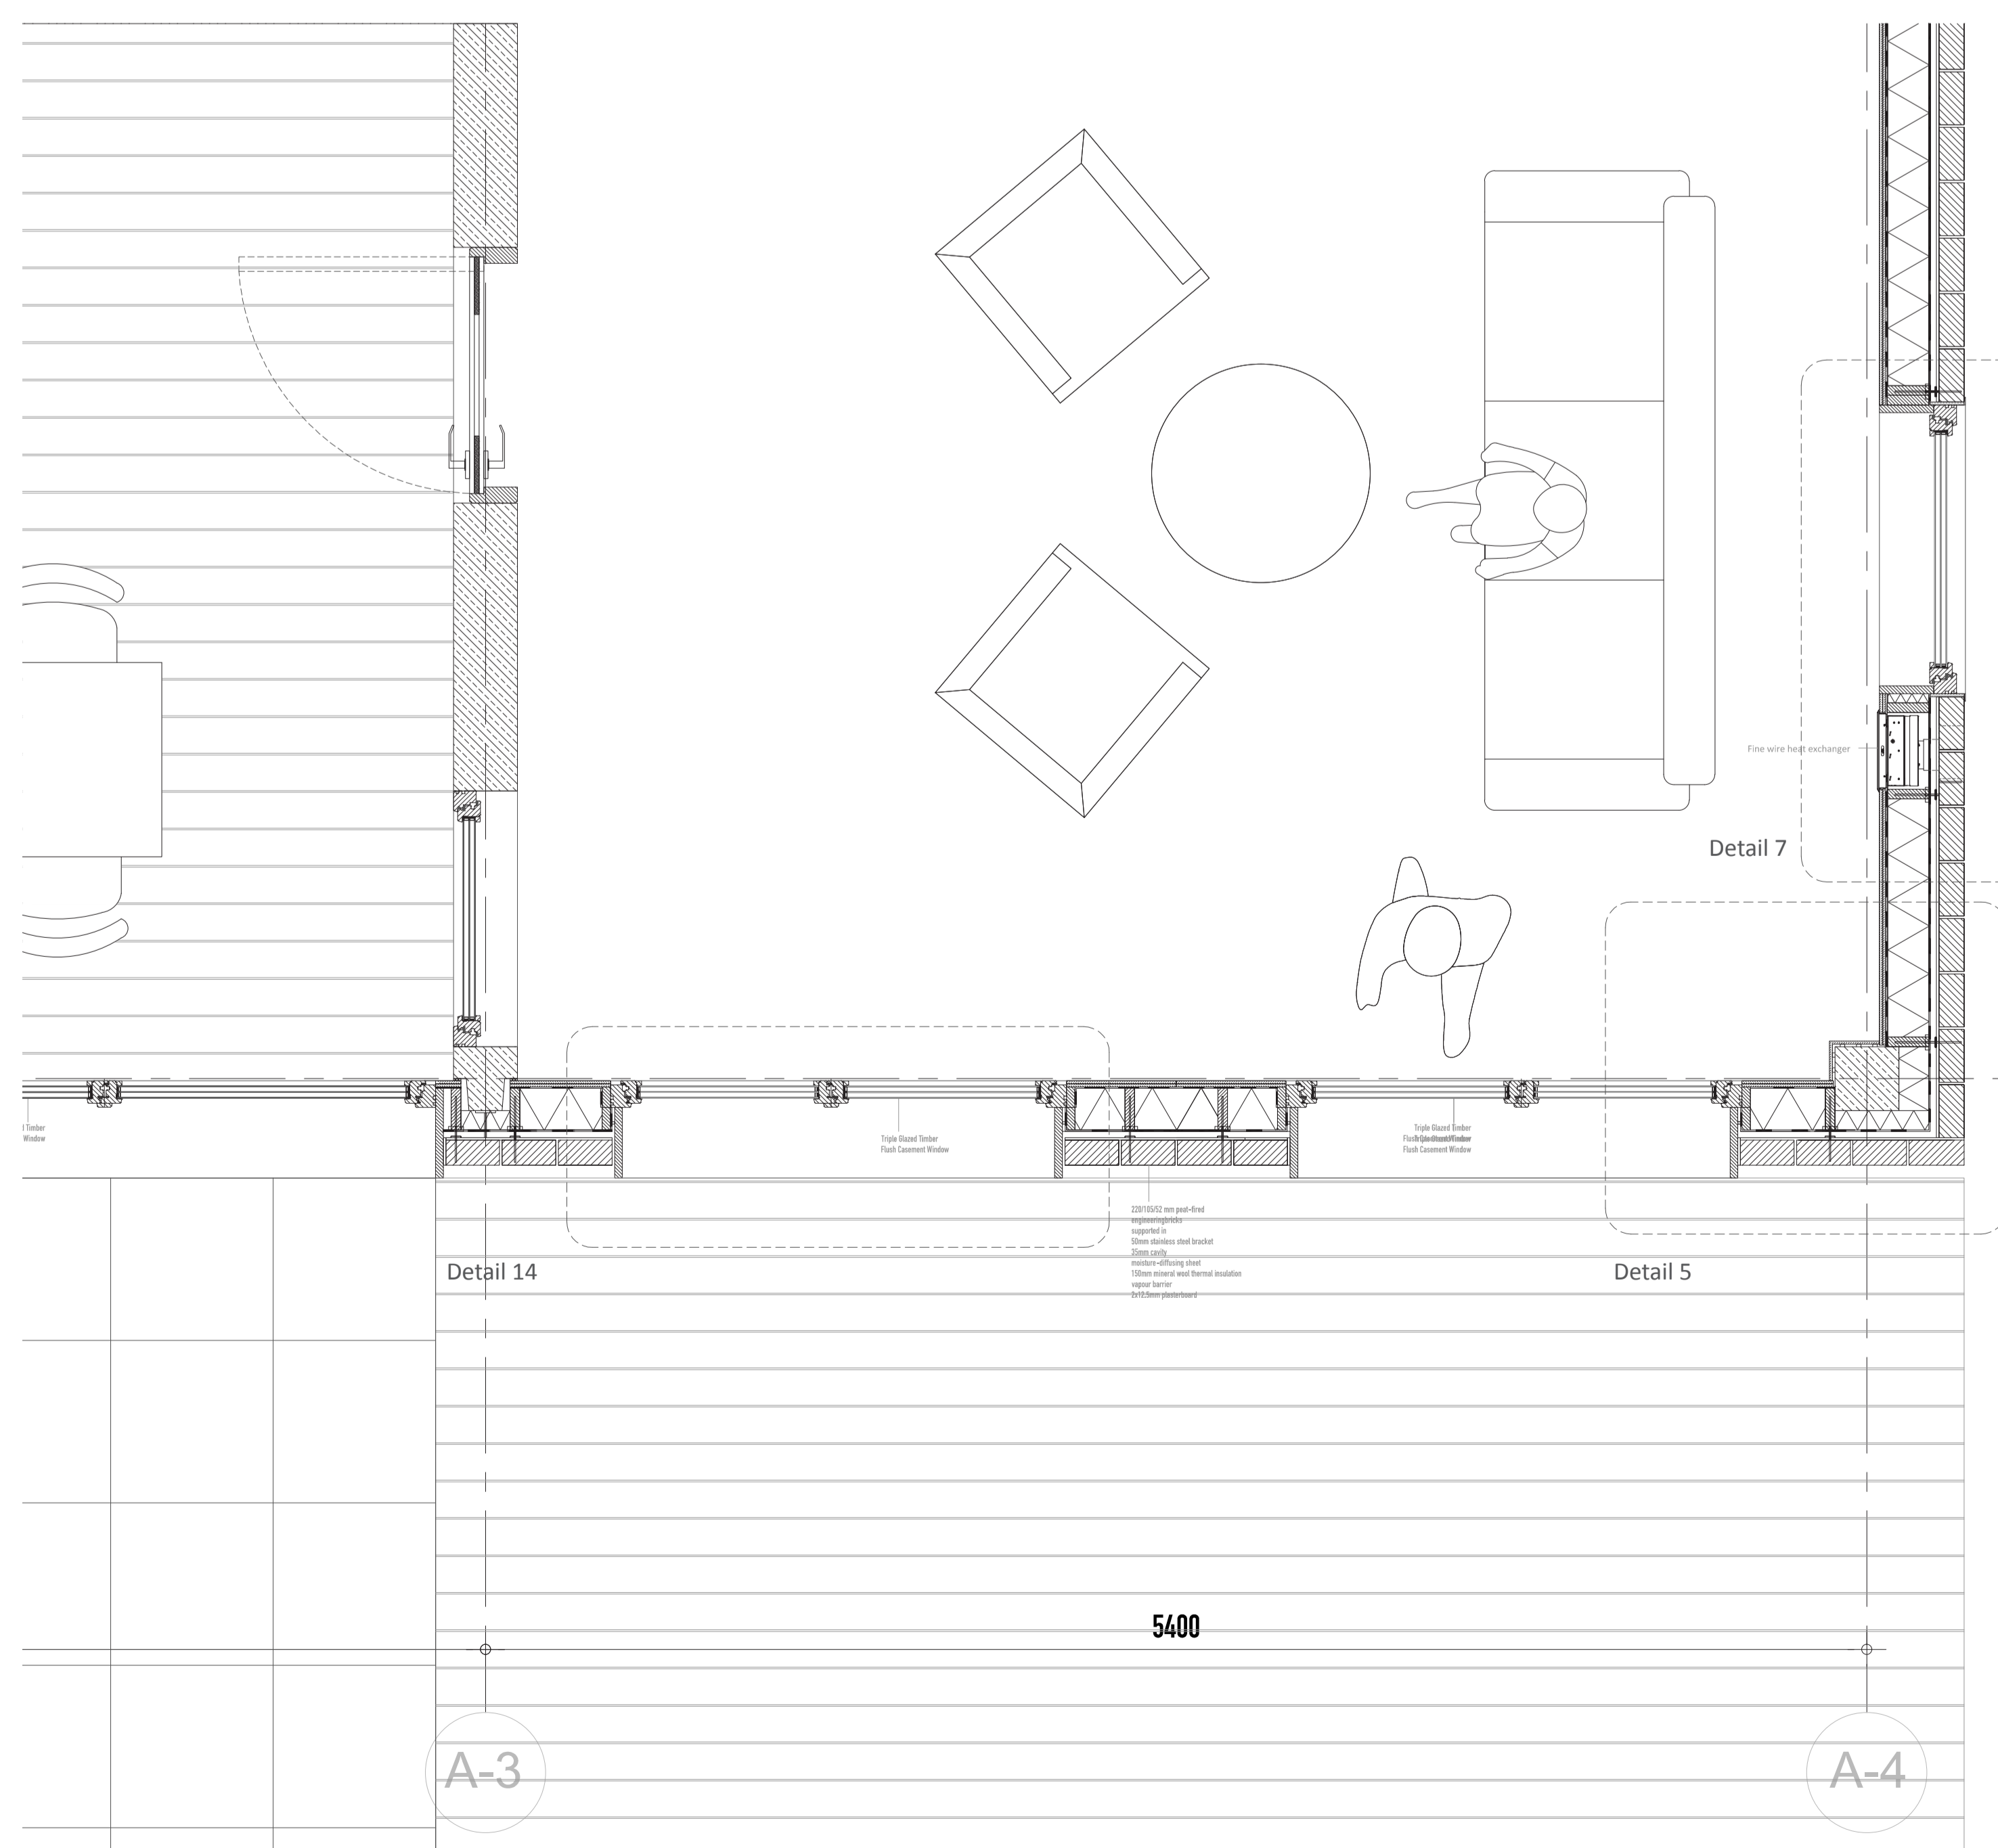 Fine wire heat exchanger
Detail 7
d Timber
Window
Triple Glazed Timber
Flush Casement Window
Triple Glazed Timber
Flush Casement Window
220/105/52 mm peat-fired
engineeringbricks
supported in
50mm stainless steel bracket
35mm cavity
moisture-diffusing sheet
150mm mineral wool thermal insulation
vapour barrier
2x12.5mm plasterboard
Detail 14
Detail 5
5400
A-3
A-4